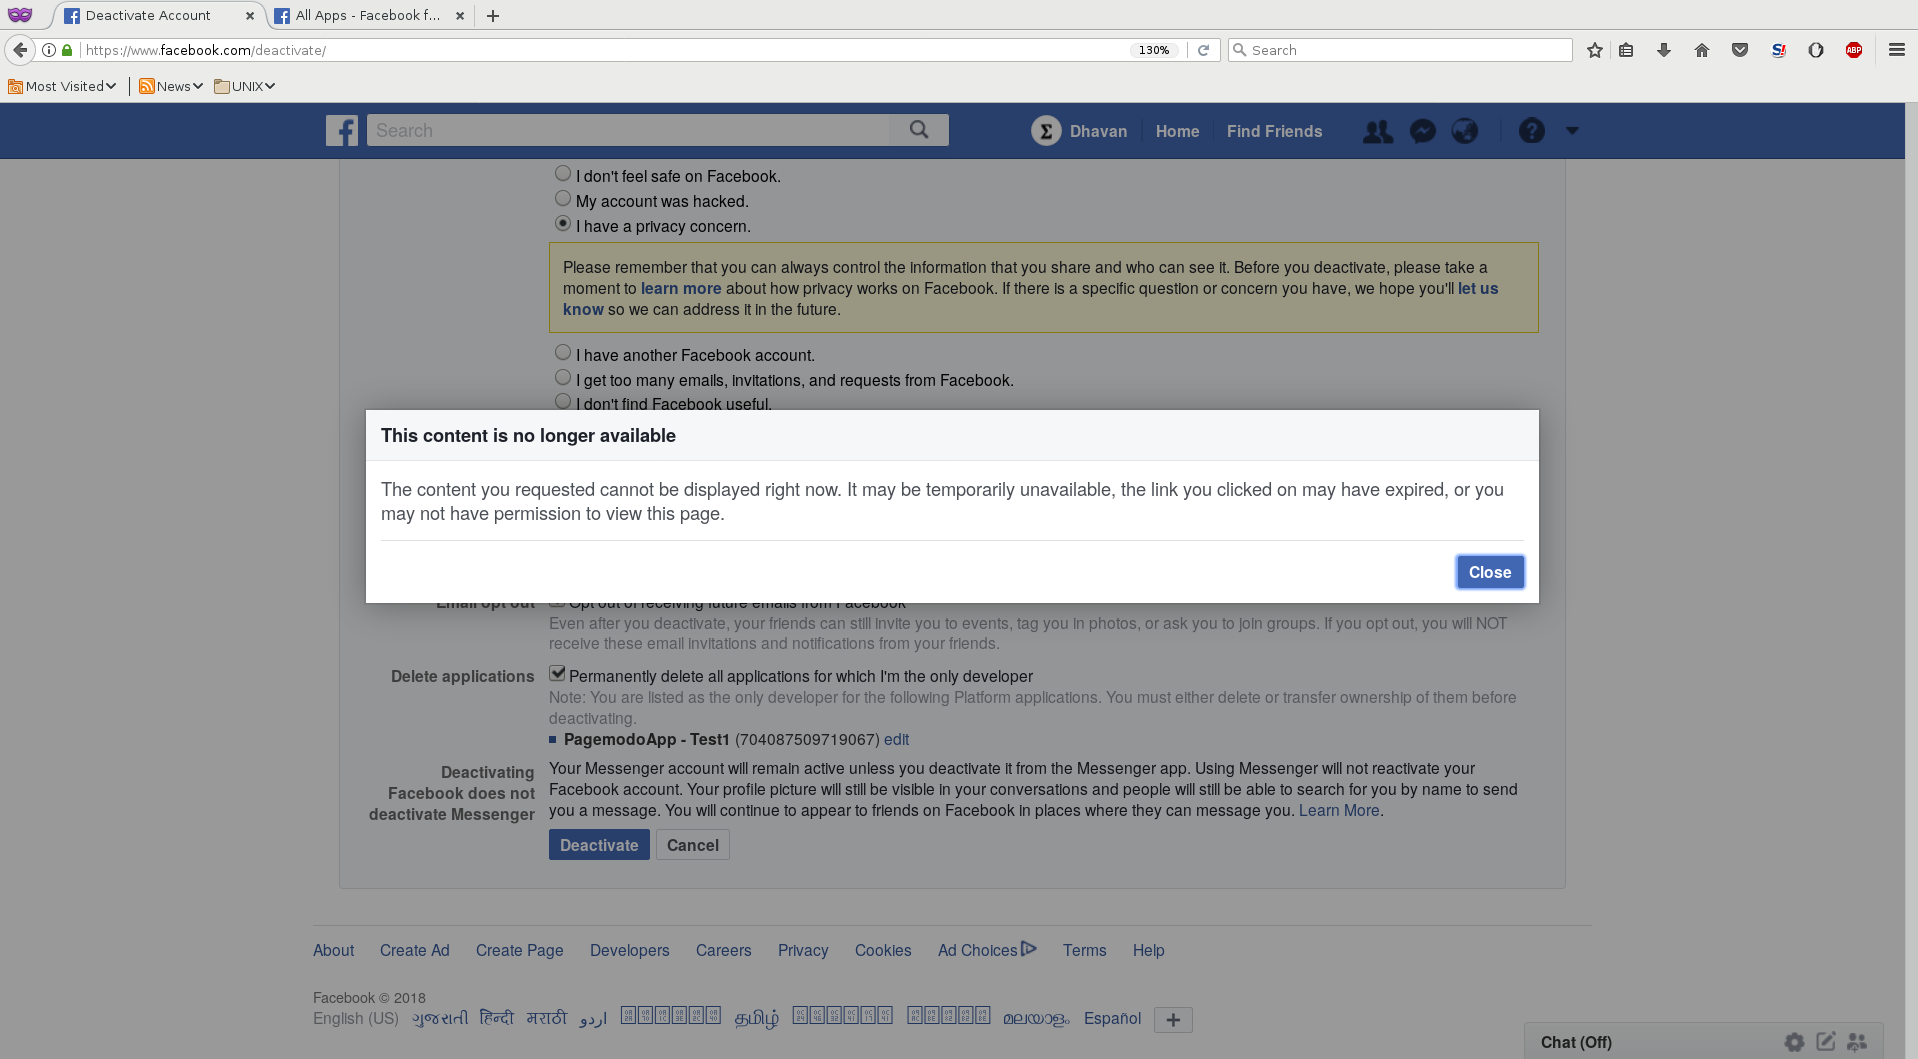 Deactivate Account
All Apps - Facebook f...
https://www.facebook.com/deactivate/
130%
Search
Most Visited
News
UNIX
Search
Dhavan
Home
Find Friends
I don't feel safe on Facebook.
My account was hacked.
I have a privacy concern.
Please remember that you can always control the information that you share and who can see it. Before you deactivate, please take a
moment to learn more about how privacy works on Facebook. If there is a specific question or concern you have, we hope you'll let us
know so we can address it in the future.
I have another Facebook account.
I get too many emails, invitations, and requests from Facebook.
I don't find Facebook useful.
This content is no longer available
The content you requested cannot be displayed right now. It may be temporarily unavailable, the link you clicked on may have expired, or you
may not have permission to view this page.
Close
Email opt out
Opt out of receiving future emails from Facebook
Even after you deactivate, your friends can still invite you to events, tag you in photos, or ask you to join groups. If you opt out, you will NOT
receive these email invitations and notifications from your friends.
Delete applications
Permanently delete all applications for which I'm the only developer
Note: You are listed as the only developer for the following Platform applications. You must either delete or transfer ownership of them before
deactivating.
PagemodoApp - Test1 (704087509719067) edit
Deactivating
Facebook does not
deactivate Messenger
Your Messenger account will remain active unless you deactivate it from the Messenger app. Using Messenger will not reactivate your
Facebook account. Your profile picture will still be visible in your conversations and people will still be able to search for you by name to send
you a message. You will continue to appear to friends on Facebook in places where they can message you. Learn More.
Deactivate
Cancel
About Create Ad Create Page Developers Careers Privacy Cookies Ad Choices Terms Help
Facebook © 2018
English (US) ગુજરાતી हिन्दी मराठी اردو தமிழ் മലയാളം Español
Chat (Off)